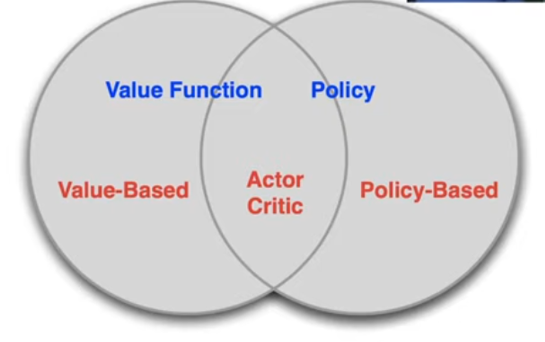 Value Function
Policy
Value-Based
Actor
Critic
Policy-Based